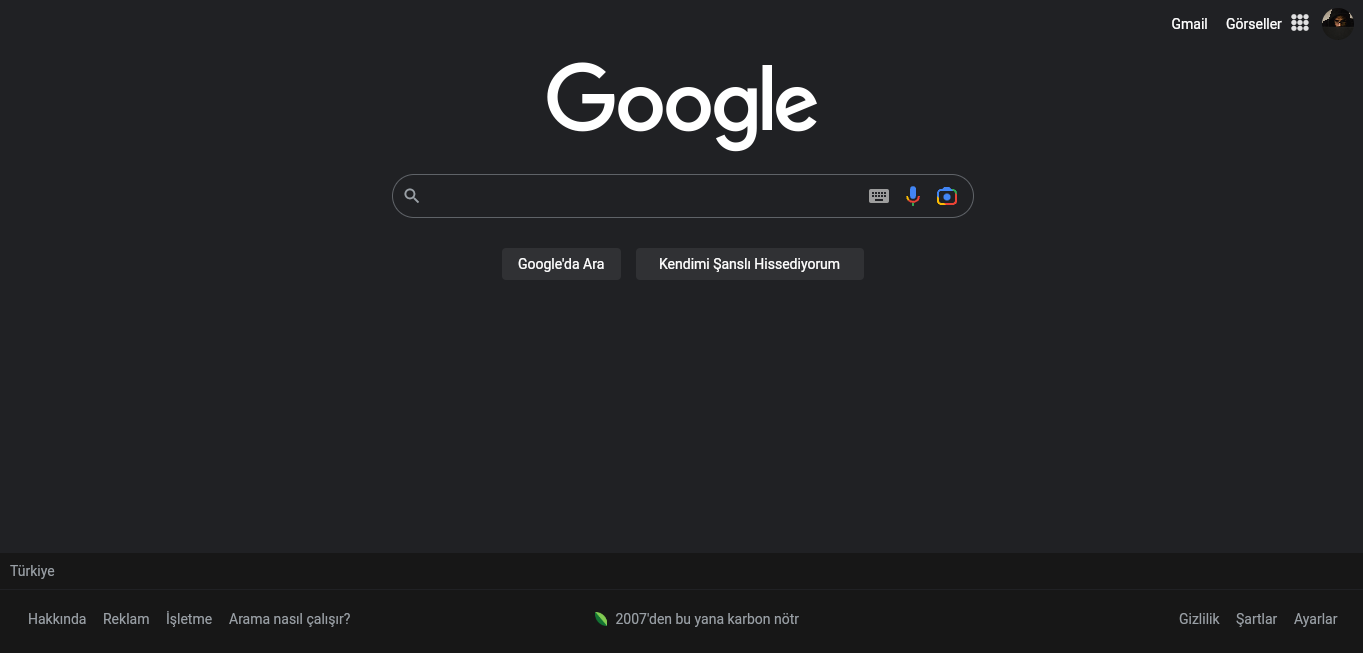 Gmail Görseller
Google
Google'da Ara Kendimi Şanslı Hissediyorum
Türkiye
Hakkında Reklam İşletme Arama nasıl çalışır? 2007'den bu yana karbon nötr Gizlilik Şartlar Ayarlar